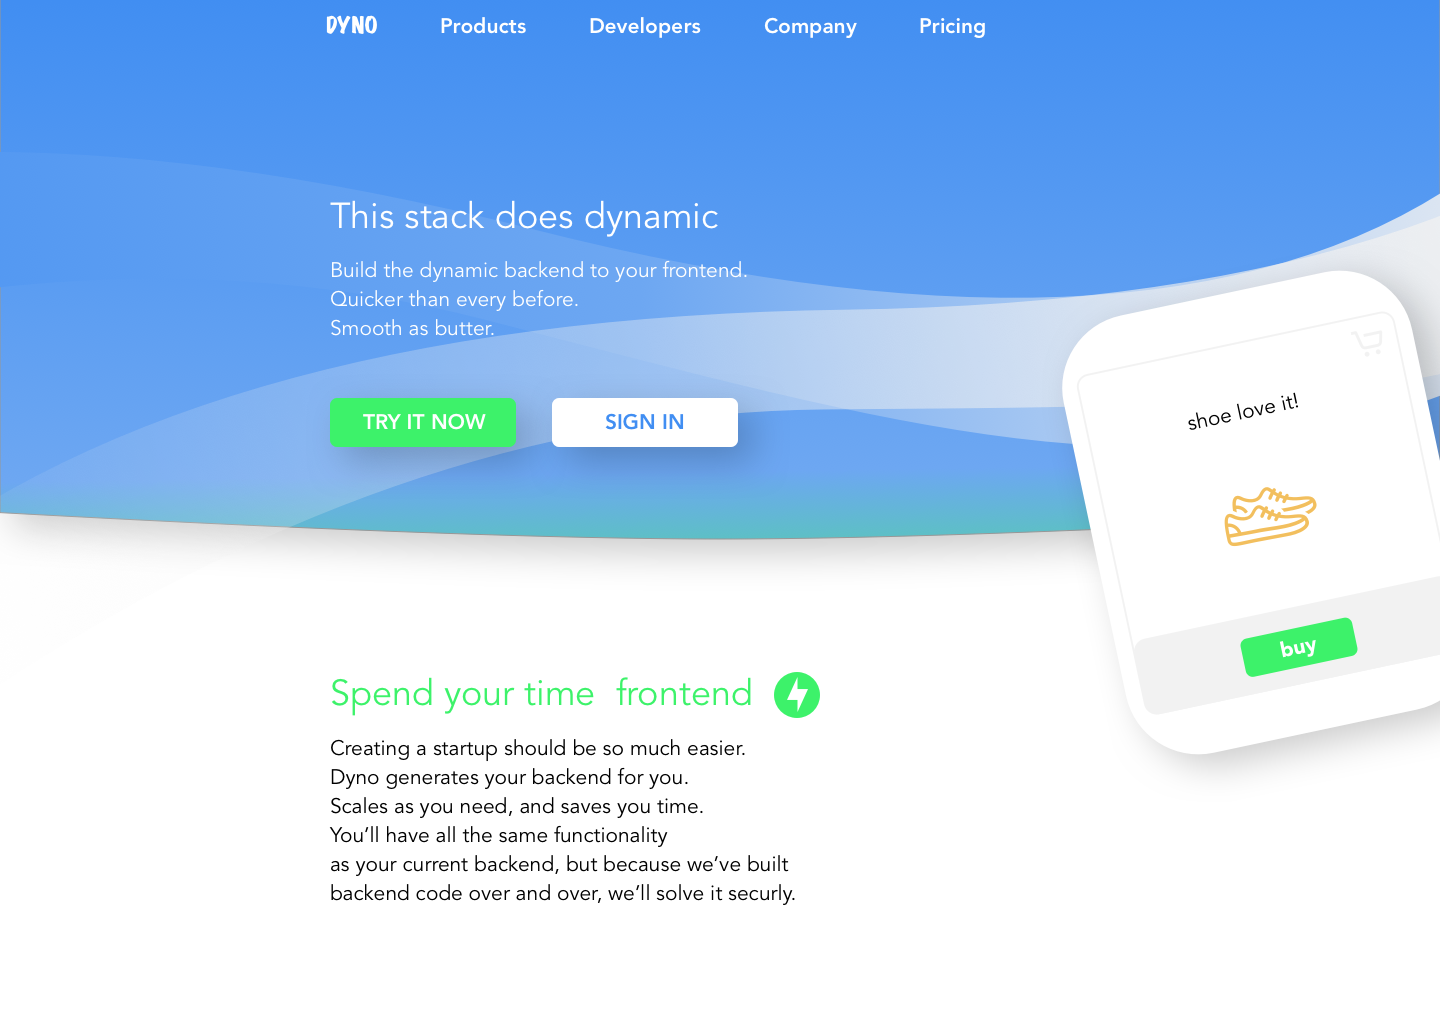 DYNO Products Developers Company Pricing
This stack does dynamic
Build the dynamic backend to your frontend.
Quicker than every before.
Smooth as butter.
TRY IT NOW SIGN IN
shoe love it!
buy
Spend your time frontend
Creating a startup should be so much easier.
Dyno generates your backend for you.
Scales as you need, and saves you time.
You’ll have all the same functionality
as your current backend, but because we’ve built
backend code over and over, we’ll solve it securly.